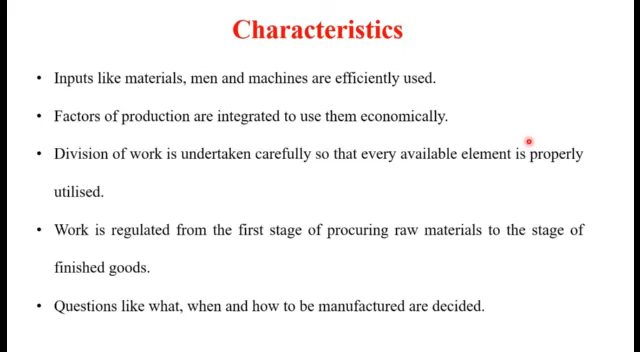 Characteristics
• Inputs like materials, men and machines are efficiently used.
• Factors of production are integrated to use them economically.
• Division of work is undertaken carefully so that every available element is properly
utilised.
• Work is regulated from the first stage of procuring raw materials to the stage of
finished goods.
• Questions like what, when and how to be manufactured are decided.